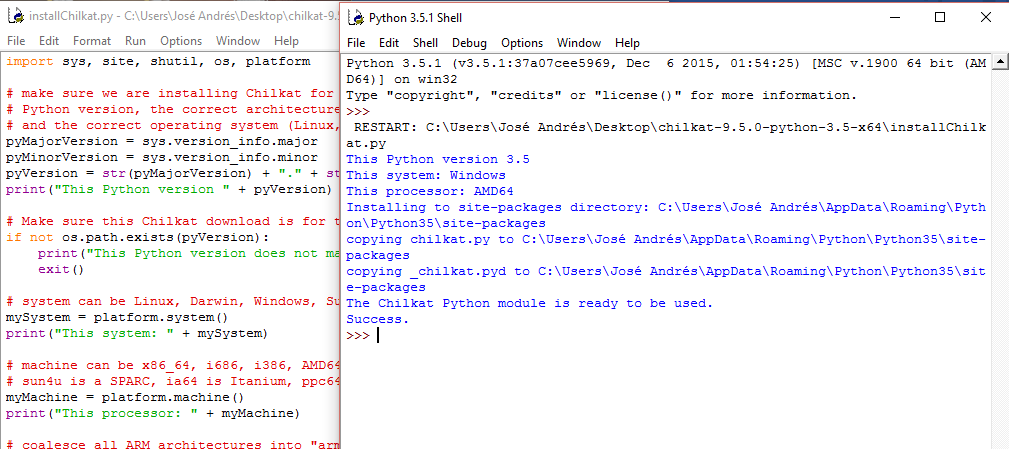 installChilkat.py - C:\Users\José Andrés\Desktop\chilkat-9.5
File Edit Format Run Options Window Help
import sys, site, shutil, os, platform
# make sure we are installing Chilkat for
# Python version, the correct architecture
# and the correct operating system (Linux,
pyMajorVersion = sys.version_info.major
pyMinorVersion = sys.version_info.minor
pyVersion = str(pyMajorVersion) + "." + st
print("This Python version " + pyVersion)
# Make sure this Chilkat download is for t
if not os.path.exists(pyVersion):
print("This Python version does not ma
exit()
# system can be Linux, Darwin, Windows, Su
mySystem = platform.system()
print("This system: " + mySystem)
# machine can be x86_64, i686, i386, AMD64
# sun4u is a SPARC, ia64 is Itanium, ppc64
myMachine = platform.machine()
print("This processor: " + myMachine)
# coalesce all ARM architectures into "arm
Python 3.5.1 Shell
File Edit Shell Debug Options Window Help
Python 3.5.1 (v3.5.1:37a07cee5969, Dec  6 2015, 01:54:25) [MSC v.1900 64 bit (AM
D64)] on win32
Type "copyright", "credits" or "license()" for more information.
>>>
RESTART: C:\Users\José Andrés\Desktop\chilkat-9.5.0-python-3.5-x64\installChilk
at.py
This Python version 3.5
This system: Windows
This processor: AMD64
Installing to site-packages directory: C:\Users\José Andrés\AppData\Roaming\Pyth
on\Python35\site-packages
copying chilkat.py to C:\Users\José Andrés\AppData\Roaming\Python\Python35\site-
packages
copying _chilkat.pyd to C:\Users\José Andrés\AppData\Roaming\Python\Python35\sit
e-packages
The Chilkat Python module is ready to be used.
Success.
>>>